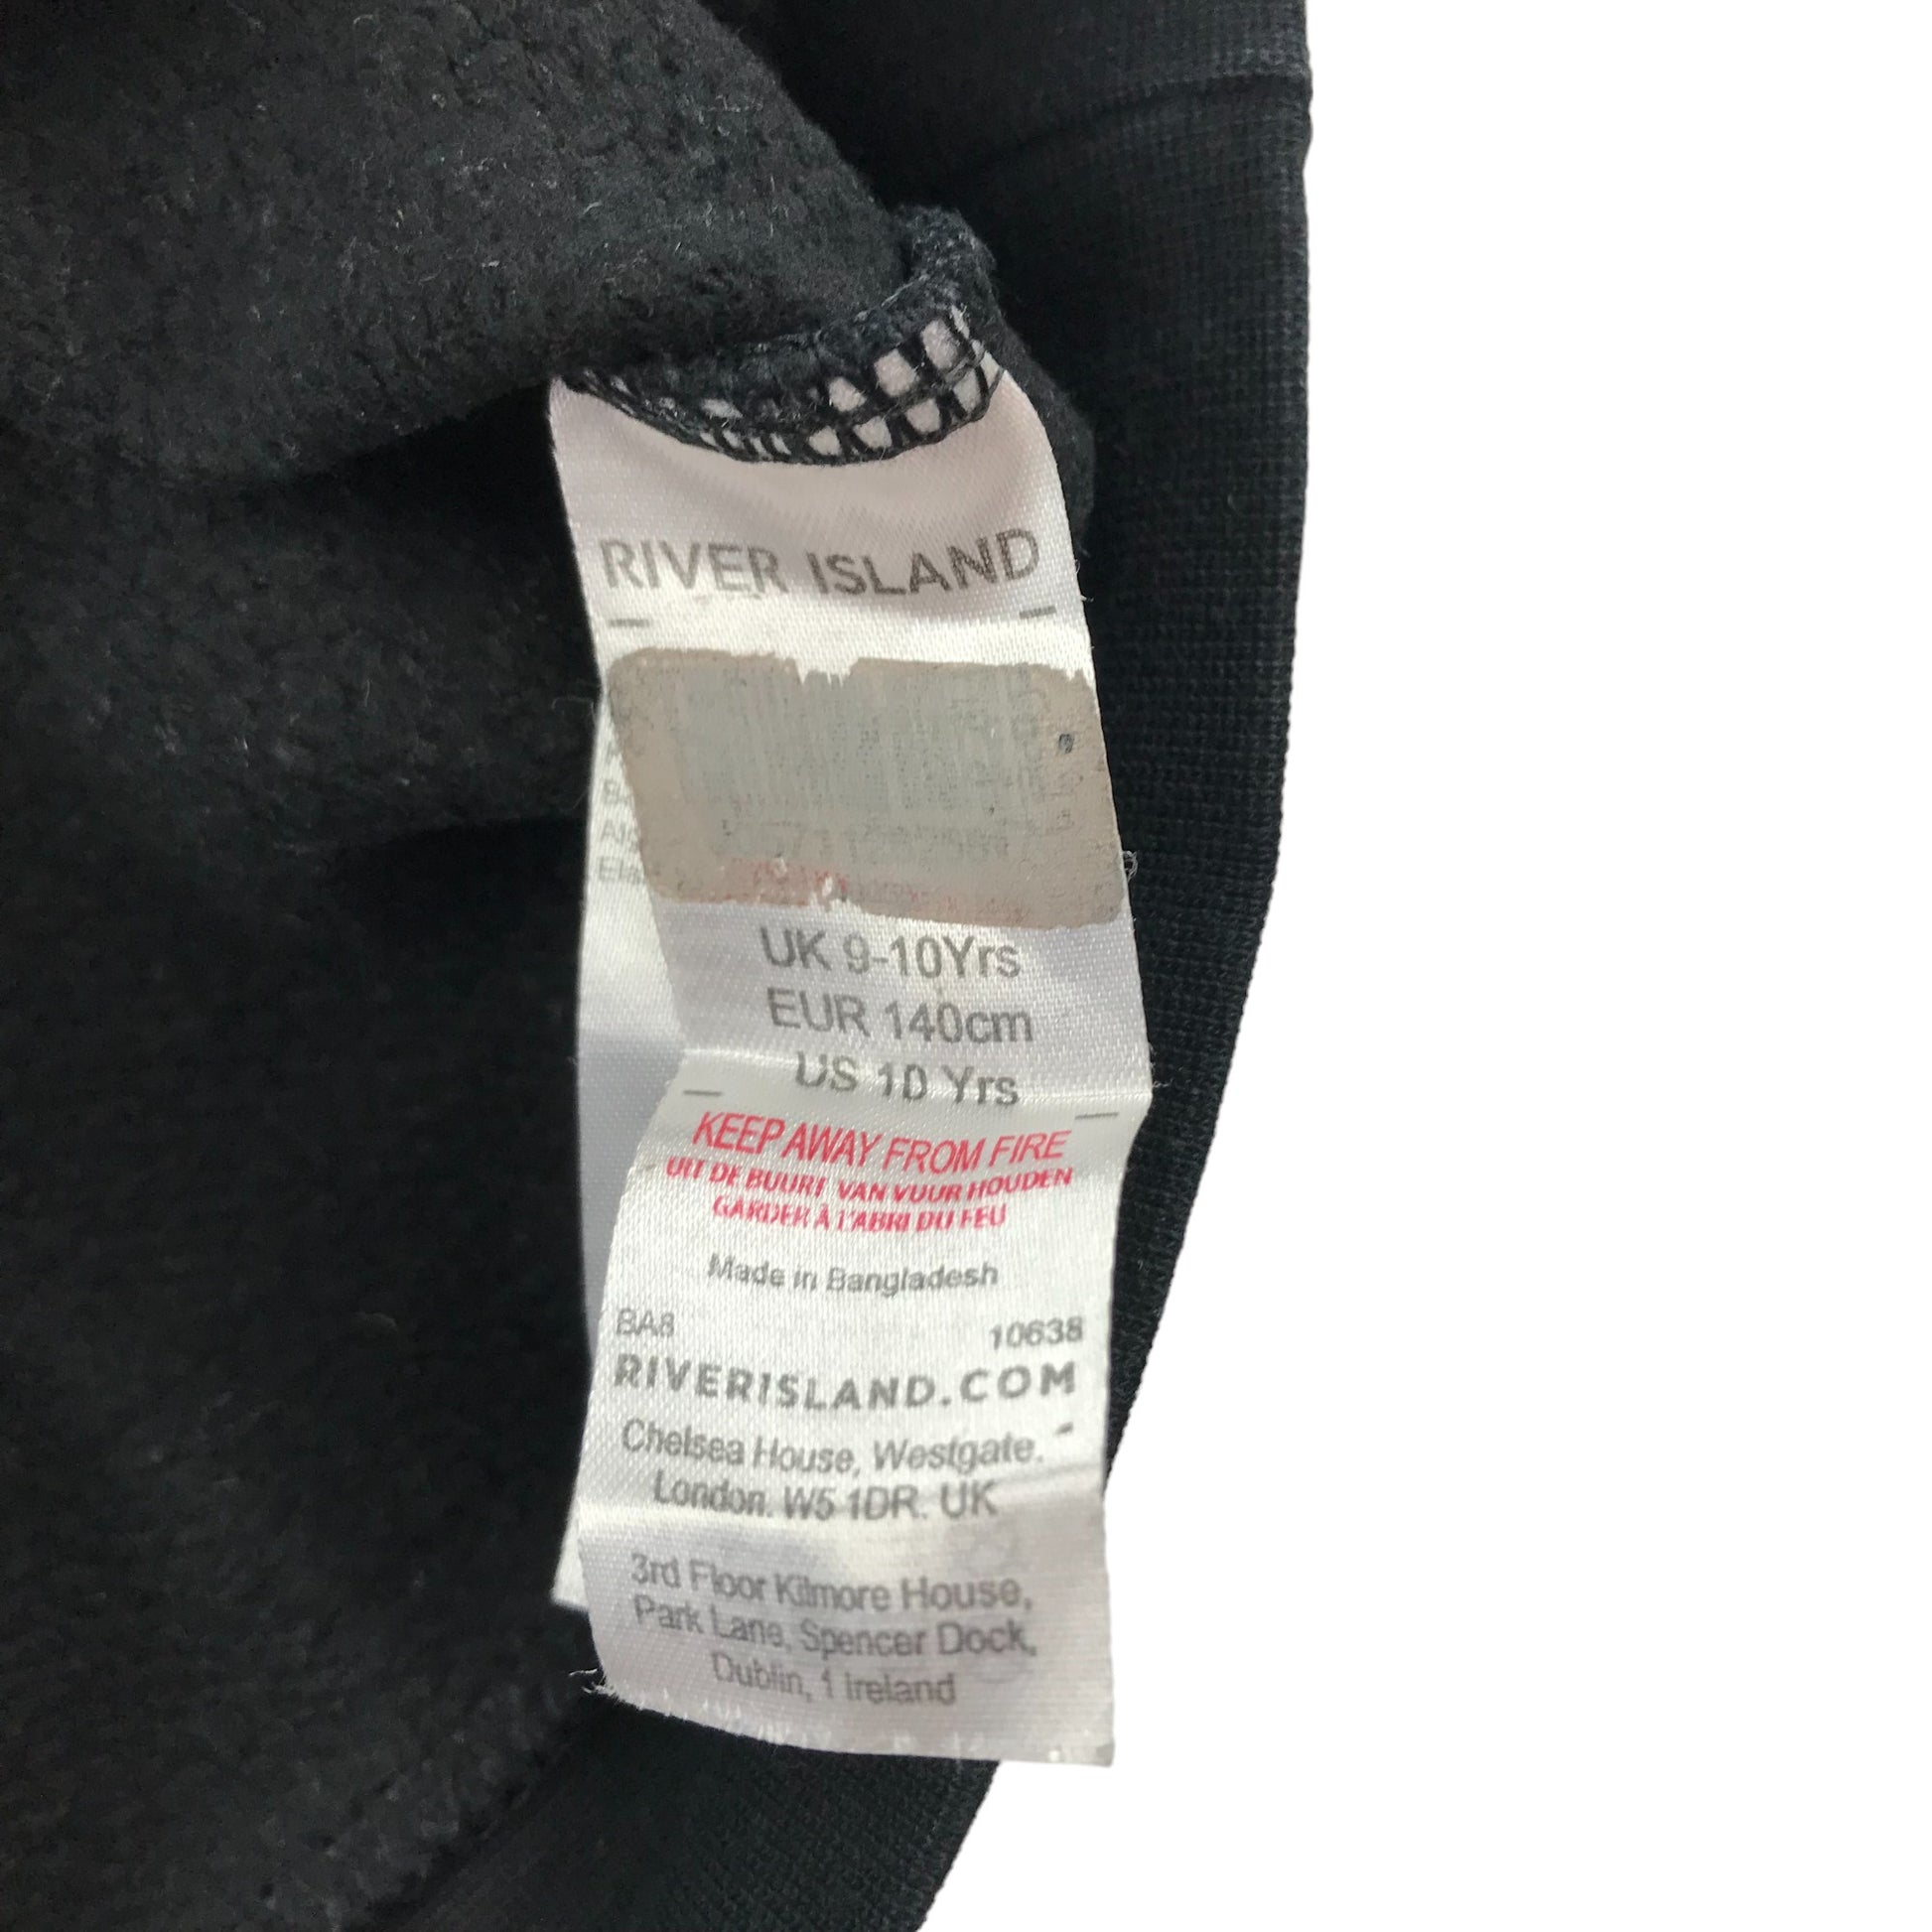 RIVER ISLAND
UK 9-10Yrs
EUR 140cm
US 10 Yrs
KEEP AWAY FROM FIRE
UIT DE BUURT VAN VUUR HOUDEN
GARDER À L'ABRI DU FEU
Made in Bangladesh
BA8 10638
RIVERISLAND.COM
Chelsea House, Westgate.
London. W5 1DR. UK
3rd Floor Kilmore House,
Park Lane, Spencer Dock,
Dublin, 1 Ireland